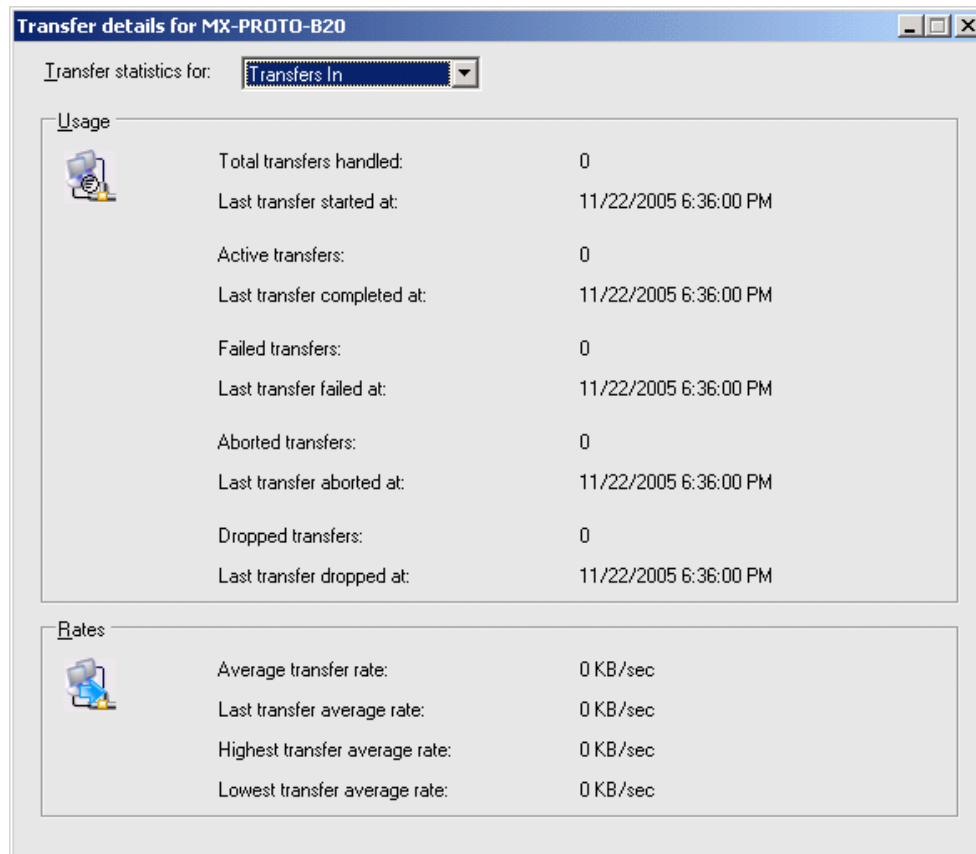 Transfer details for MX-PROTO-B20
Transfer statistics for: Transfers In
Usage
Total transfers handled: 0
Last transfer started at: 11/22/2005 6:36:00 PM
Active transfers: 0
Last transfer completed at: 11/22/2005 6:36:00 PM
Failed transfers: 0
Last transfer failed at: 11/22/2005 6:36:00 PM
Aborted transfers: 0
Last transfer aborted at: 11/22/2005 6:36:00 PM
Dropped transfers: 0
Last transfer dropped at: 11/22/2005 6:36:00 PM
Rates
Average transfer rate: 0 KB/sec
Last transfer average rate: 0 KB/sec
Highest transfer average rate: 0 KB/sec
Lowest transfer average rate: 0 KB/sec